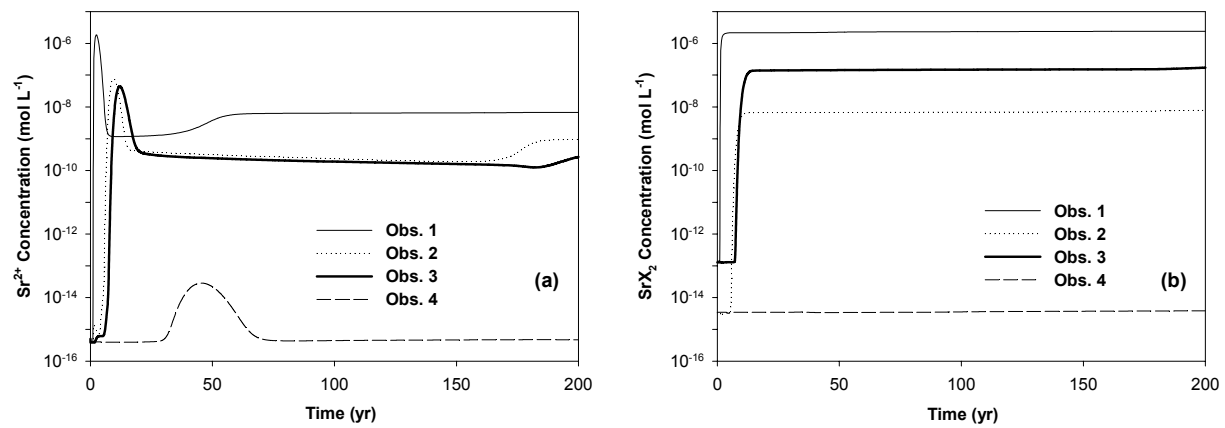 Sr²⁺ Concentration (mol L⁻¹)
10⁻⁶
10⁻⁸
10⁻¹⁰
10⁻¹²
10⁻¹⁴
10⁻¹⁶
0
50
100
150
200
Time (yr)
Obs. 1
Obs. 2
Obs. 3
Obs. 4
(a)
SrX₂ Concentration (mol L⁻¹)
10⁻⁶
10⁻⁸
10⁻¹⁰
10⁻¹²
10⁻¹⁴
10⁻¹⁶
0
50
100
150
200
Time (yr)
Obs. 1
Obs. 2
Obs. 3
Obs. 4
(b)